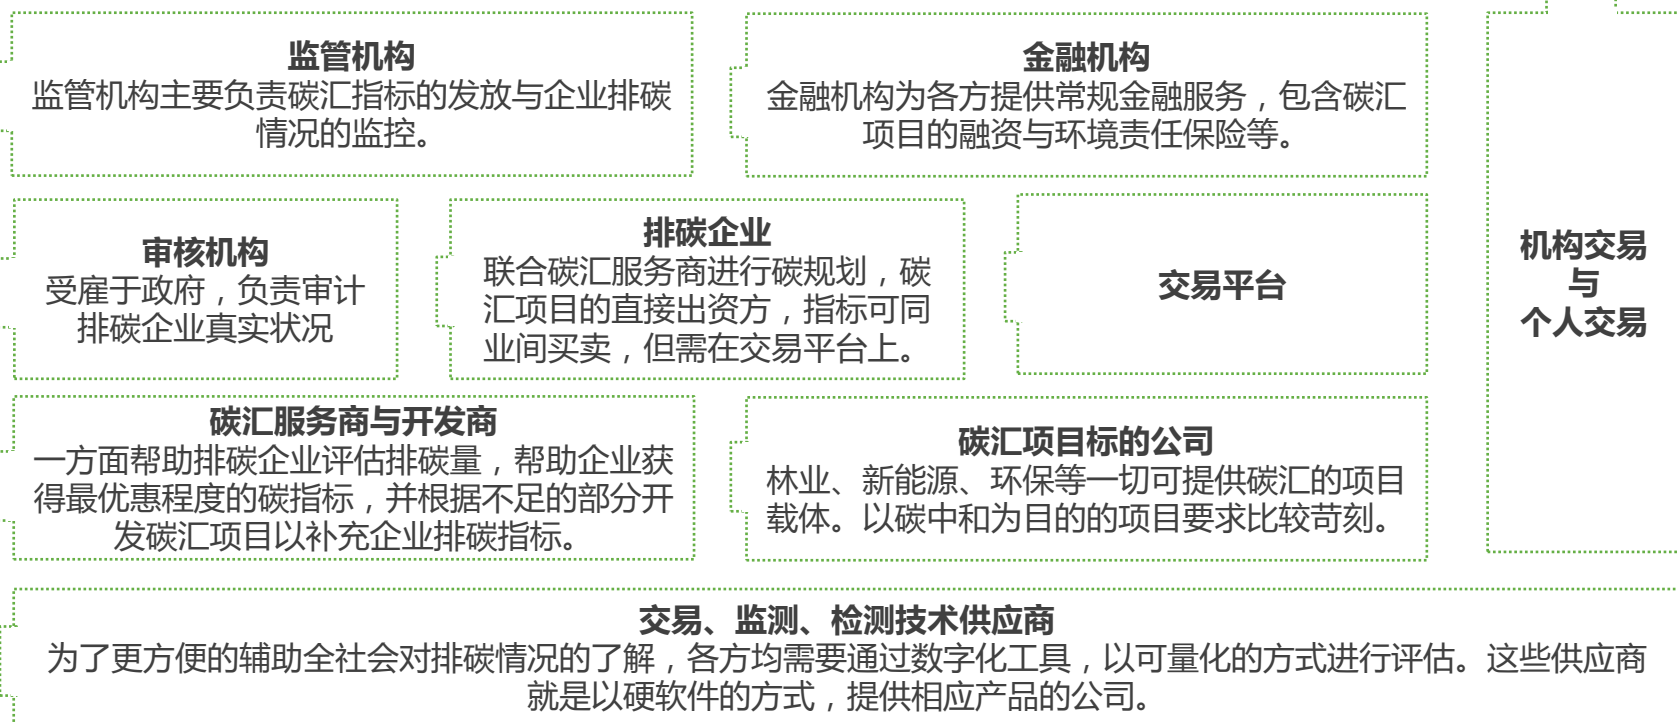 监管机构
监管机构主要负责碳汇指标的发放与企业排碳
情况的监控。
金融机构
金融机构为各方提供常规金融服务，包含碳汇
项目的融资与环境责任保险等。
审核机构
受雇于政府，负责审计
排碳企业真实状况
排碳企业
联合碳汇服务商进行碳规划，碳
汇项目的直接出资方，指标可同
业间买卖，但需在交易平台上。
交易平台
机构交易
与
个人交易
碳汇服务商与开发商
一方面帮助排碳企业评估排碳量，帮助企业获
得最优惠程度的碳指标，并根据不足的部分开
发碳汇项目以补充企业排碳指标。
碳汇项目标的公司
林业、新能源、环保等一切可提供碳汇的项目
载体。以碳中和为目的的项目要求比较苛刻。
交易、监测、检测技术供应商
为了更方便的辅助全社会对排碳情况的了解，各方均需要通过数字化工具，以可量化的方式进行评估。这些供应商
就是以硬软件的方式，提供相应产品的公司。